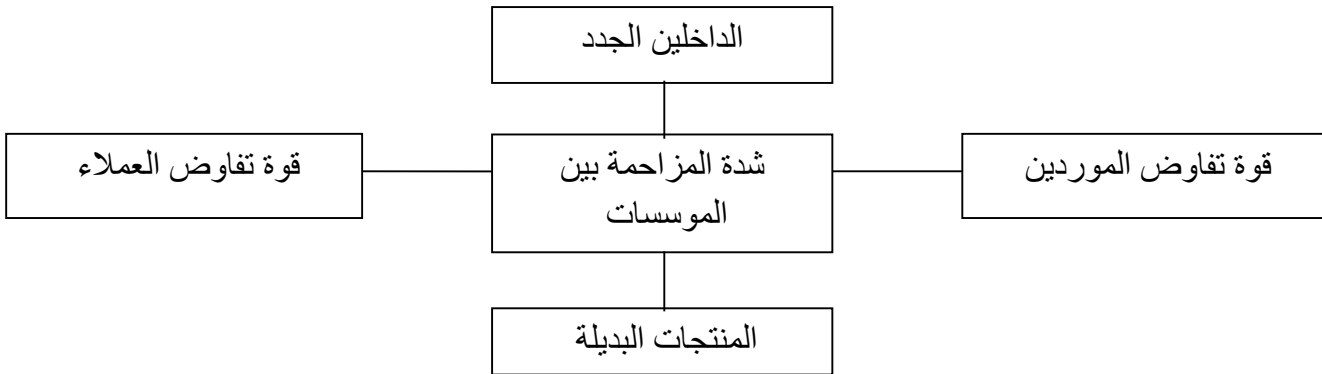 الداخلين الجدد
قوة تفاوض الموردين
شدة المزاحمة بين
الموسسات
قوة تفاوض العملاء
المنتجات البديلة